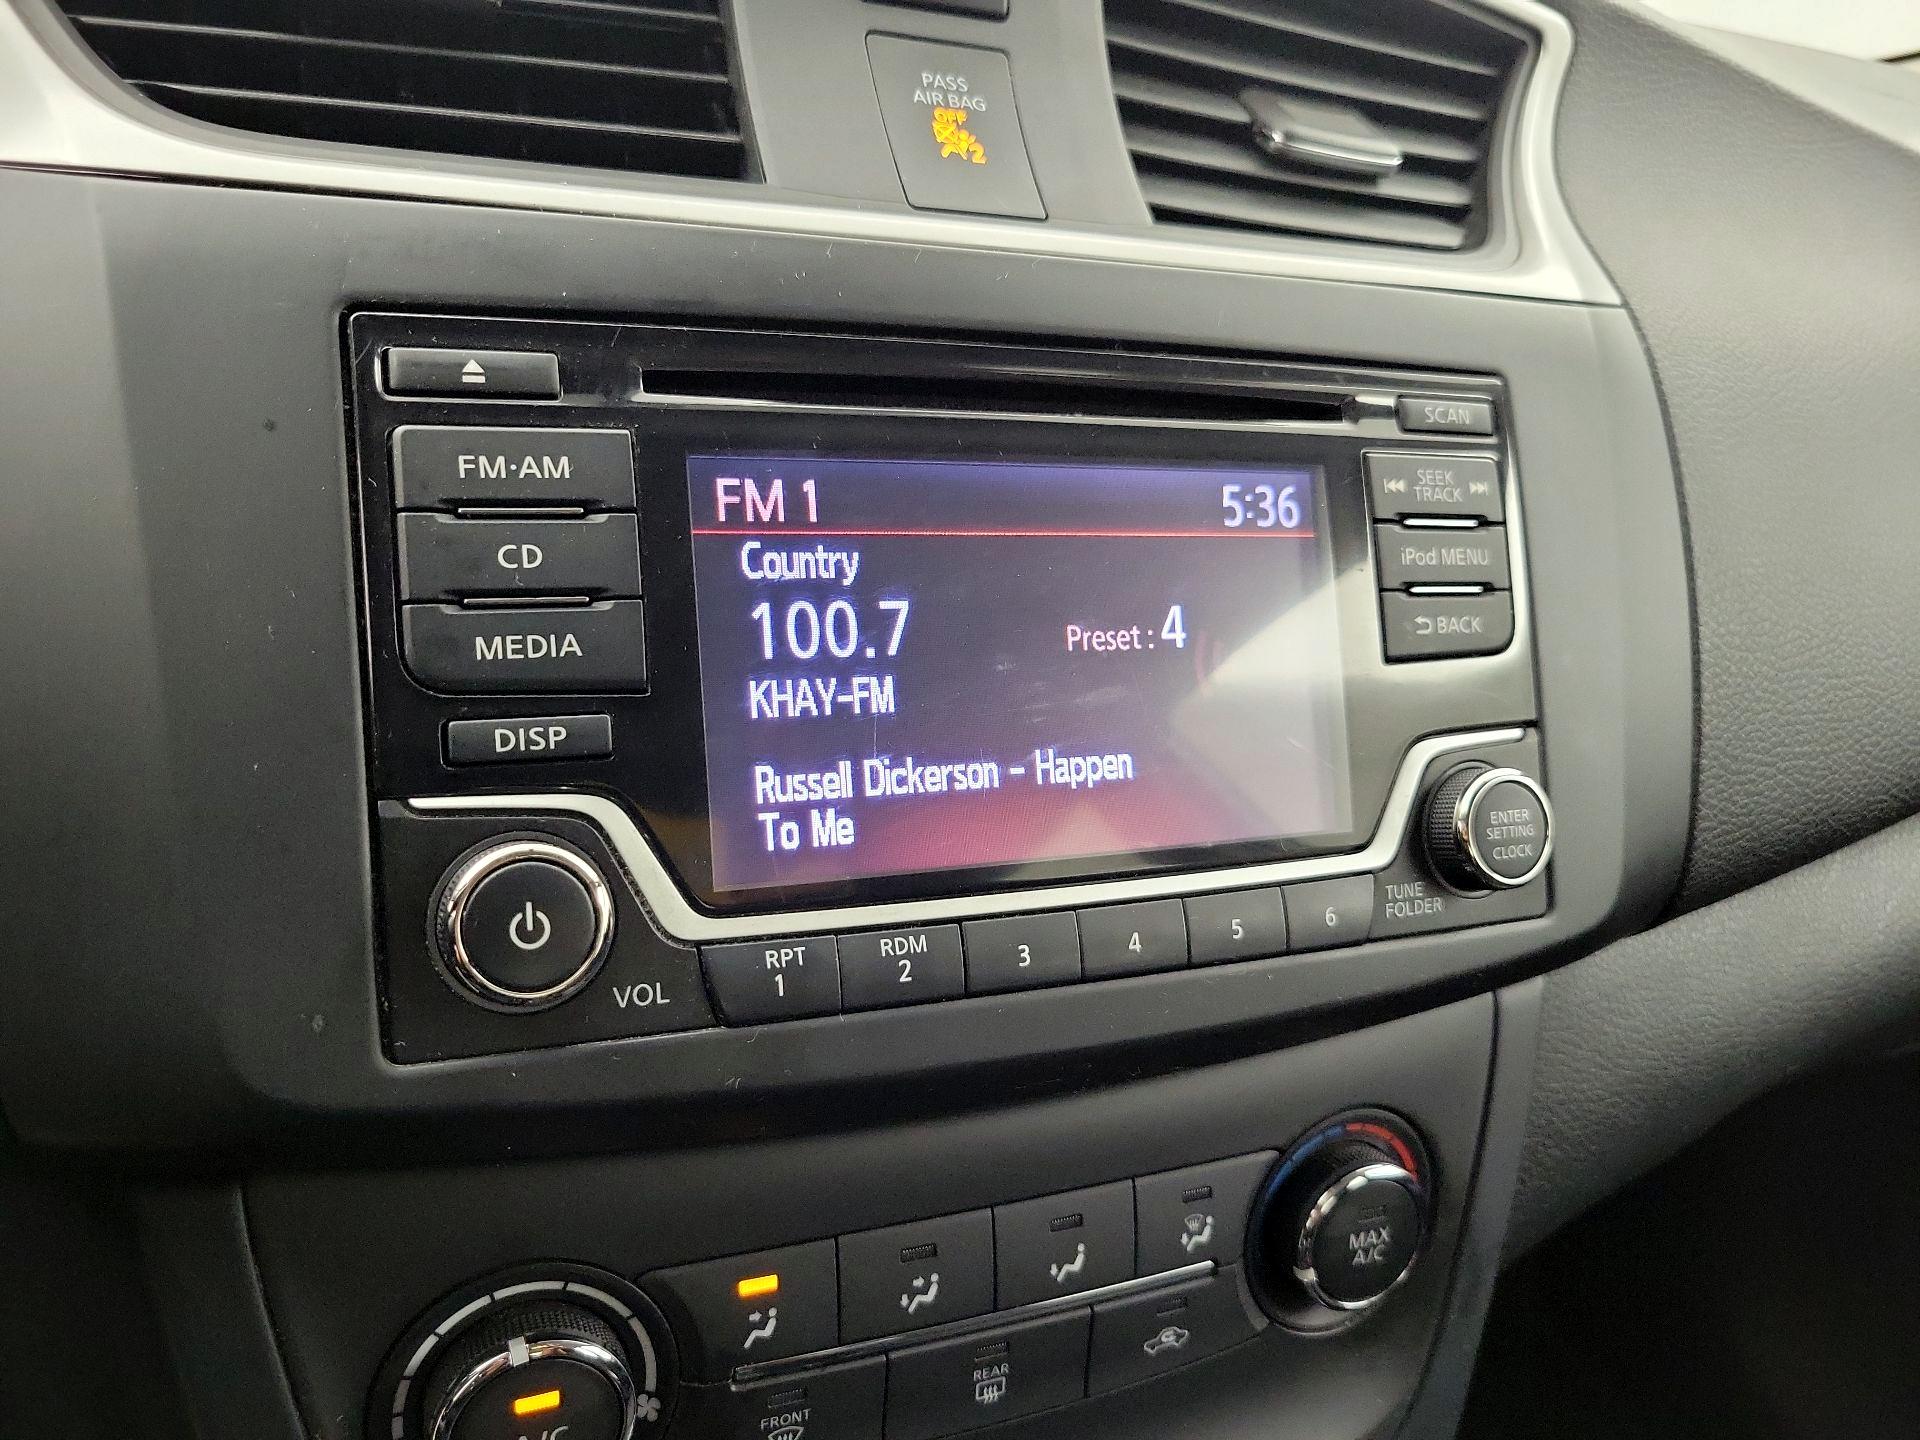 PASS
AIR BAG
OFF
2
SCAN
FM·AM
SEEK
TRACK
CD
iPod MENU
MEDIA
BACK
DISP
FM 1
5:36
Country
100.7
Preset : 4
KHAY-FM
Russell Dickerson - Happen
To Me
ENTER
SETTING
CLOCK
TUNE
FOLDER
VOL
RPT
1
RDM
2
3
4
5
6
MAX
A/C
REAR
FRONT
A/C